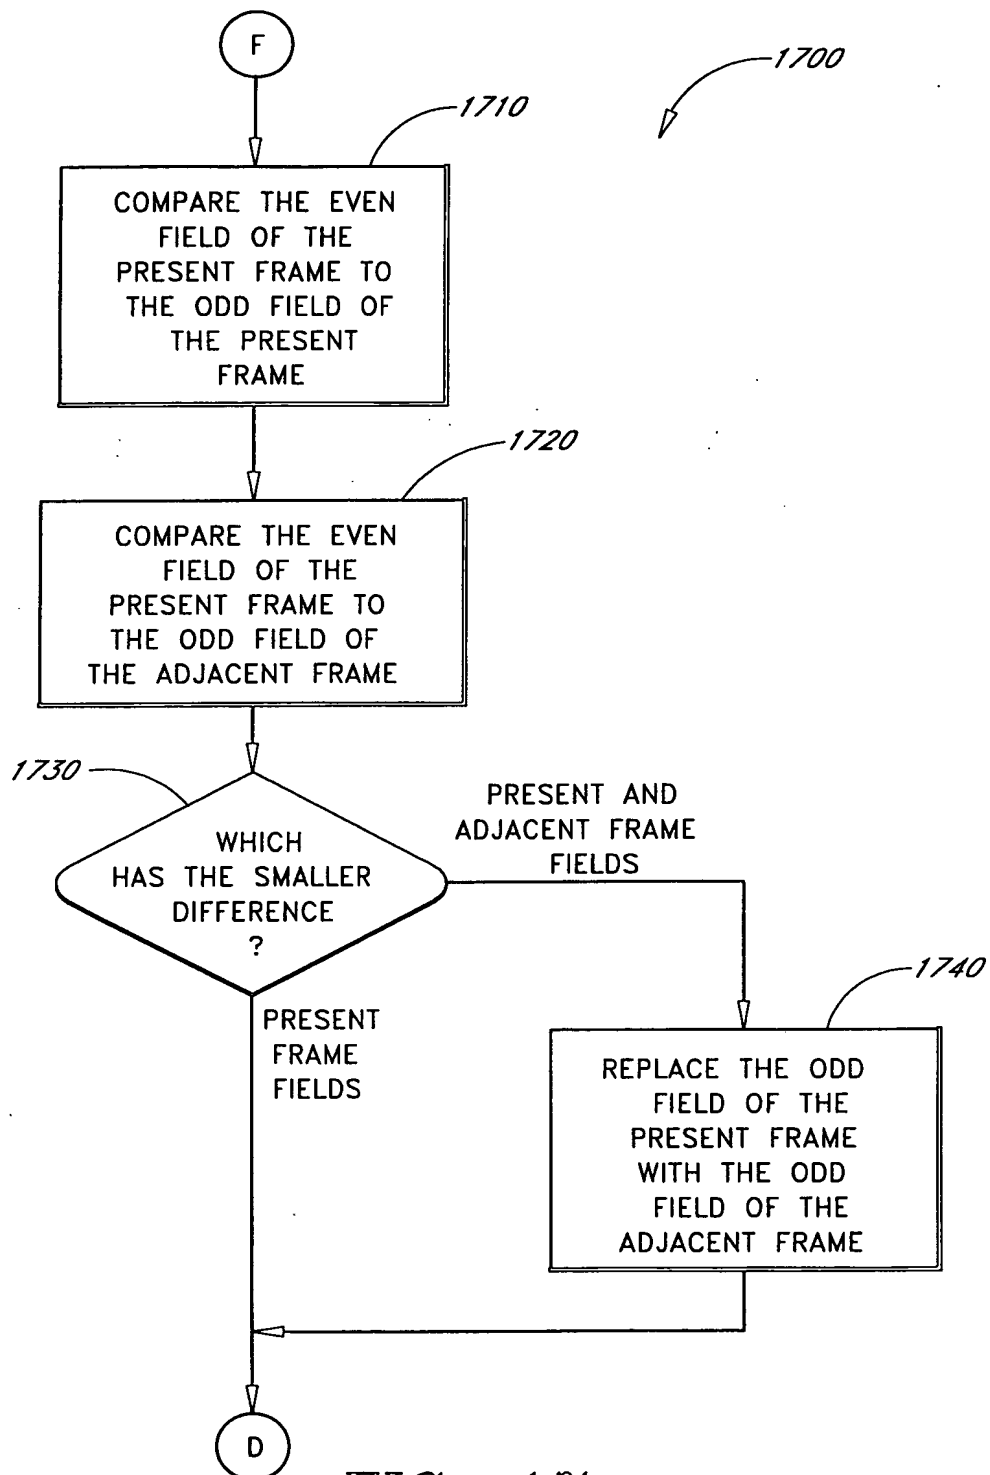 F
1700
1710
COMPARE THE EVEN
FIELD OF THE
PRESENT FRAME TO
THE ODD FIELD OF
THE PRESENT
FRAME
1720
COMPARE THE EVEN
FIELD OF THE
PRESENT FRAME TO
THE ODD FIELD OF
THE ADJACENT FRAME
1730
WHICH
HAS THE SMALLER
DIFFERENCE
?
PRESENT AND
ADJACENT FRAME
FIELDS
PRESENT
FRAME
FIELDS
1740
REPLACE THE ODD
FIELD OF THE
PRESENT FRAME
WITH THE ODD
FIELD OF THE
ADJACENT FRAME
D